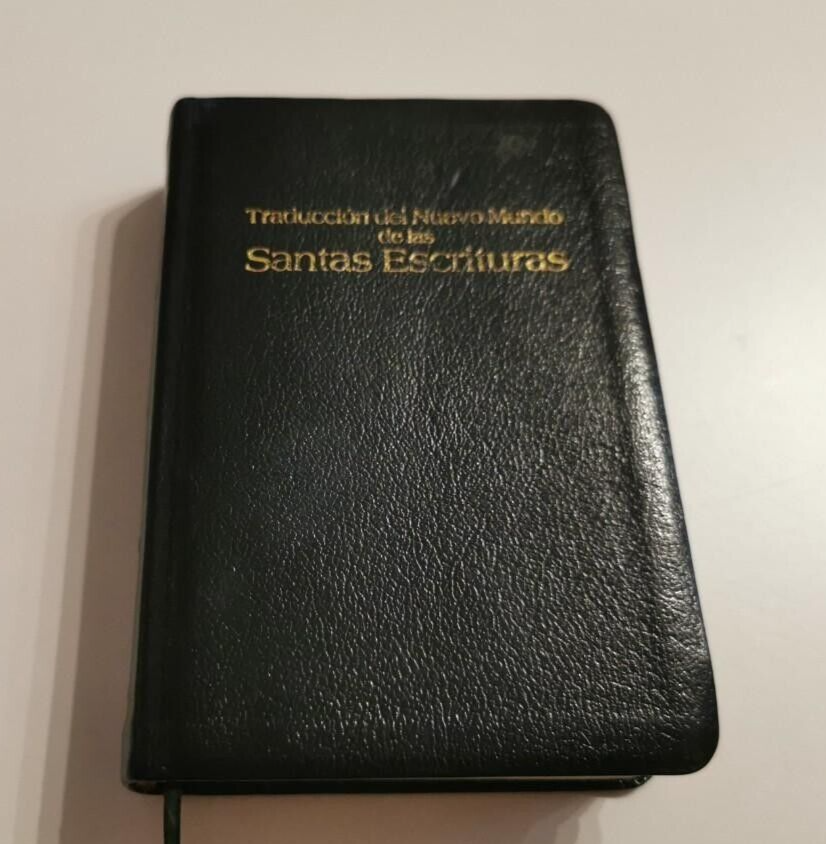 Traducción del Nuevo Mundo
de las
Santas Escrituras